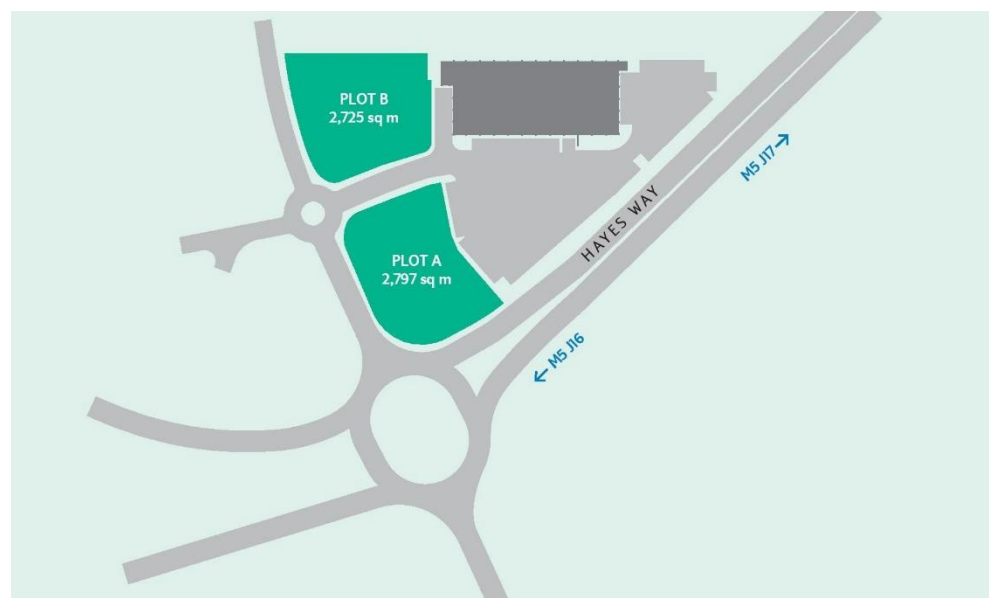 PLOT B
2,725 sq m
M5 J17→
HAYES WAY
PLOT A
2,797 sq m
← M5 J16